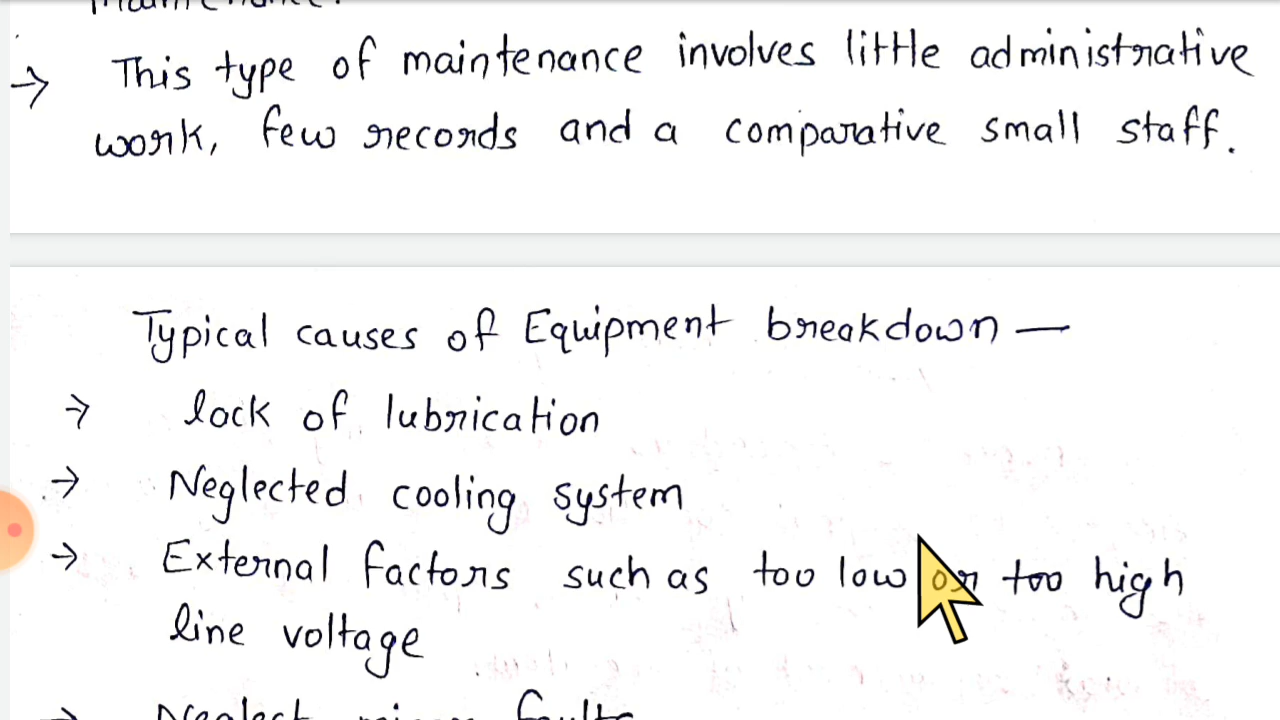 → This type of maintenance involves little administrative
work, few records and a comparative small staff.
Typical causes of Equipment breakdown —
→ lack of lubrication
→ Neglected cooling system
→ External factors such as too low or too high
line voltage